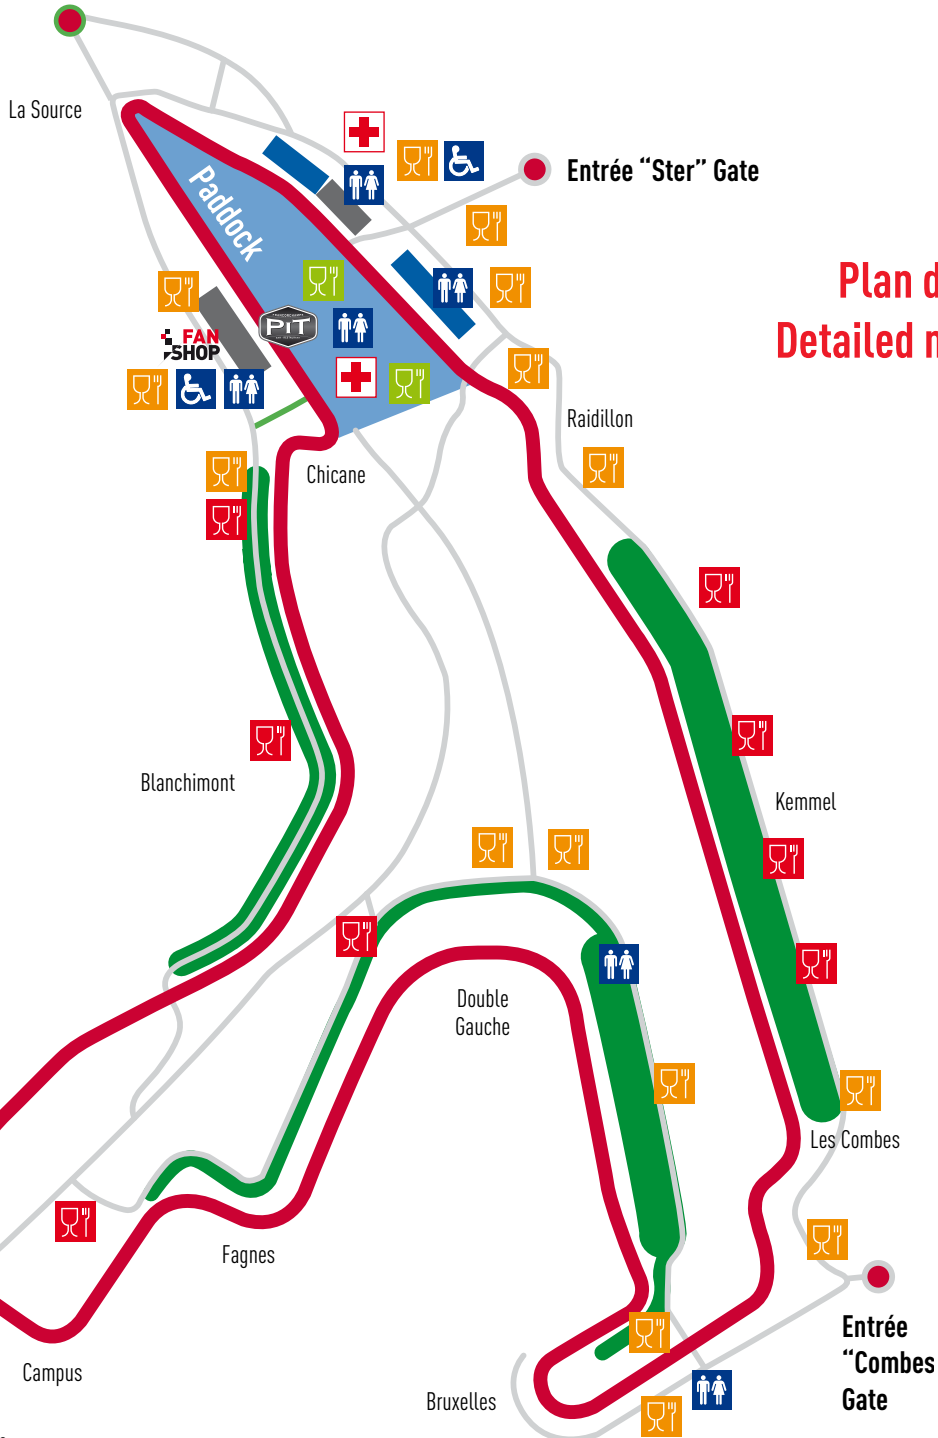 La Source
Entrée “Ster” Gate
Paddock
Plan d
Detailed m
PIT
FAN
SHOP
Raidillon
Chicane
Blanchimont
Kemmel
Double
Gauche
Les Combes
Fagnes
Entrée
“Combes
Gate
Campus
Bruxelles